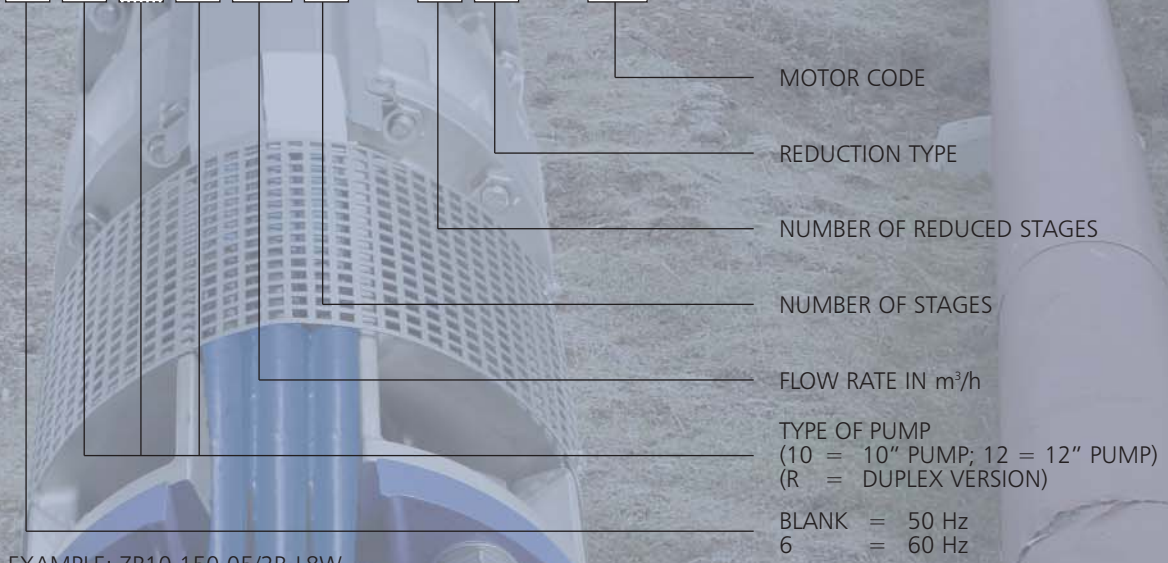 MOTOR CODE
REDUCTION TYPE
NUMBER OF REDUCED STAGES
NUMBER OF STAGES
FLOW RATE IN m³/h
TYPE OF PUMP
(10 = 10” PUMP; 12 = 12” PUMP)
(R = DUPLEX VERSION)
BLANK = 50 Hz
6 = 60 Hz
EXAMPLE: